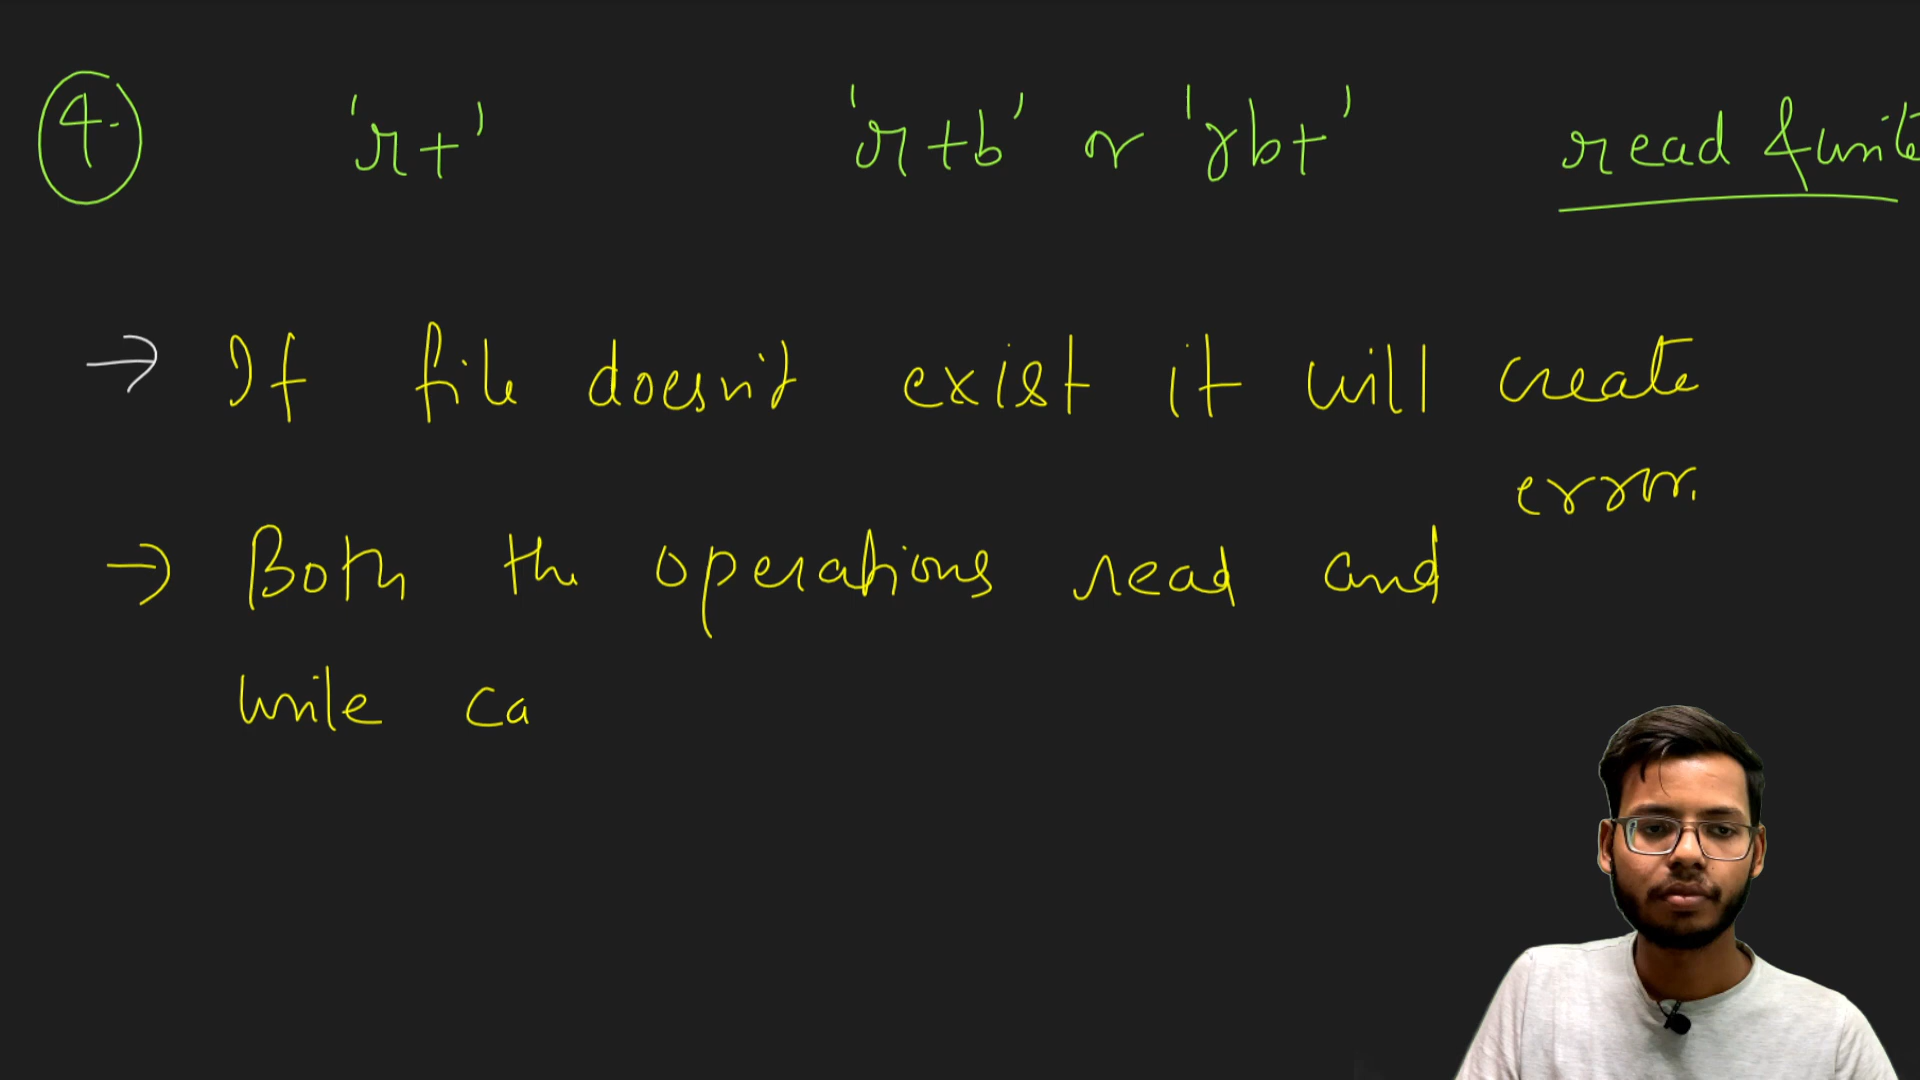 4. 'r+' 'r+b' or 'rb+' read & write
→ If file doesn't exist it will create
error.
→ Both the operations read and
write ca